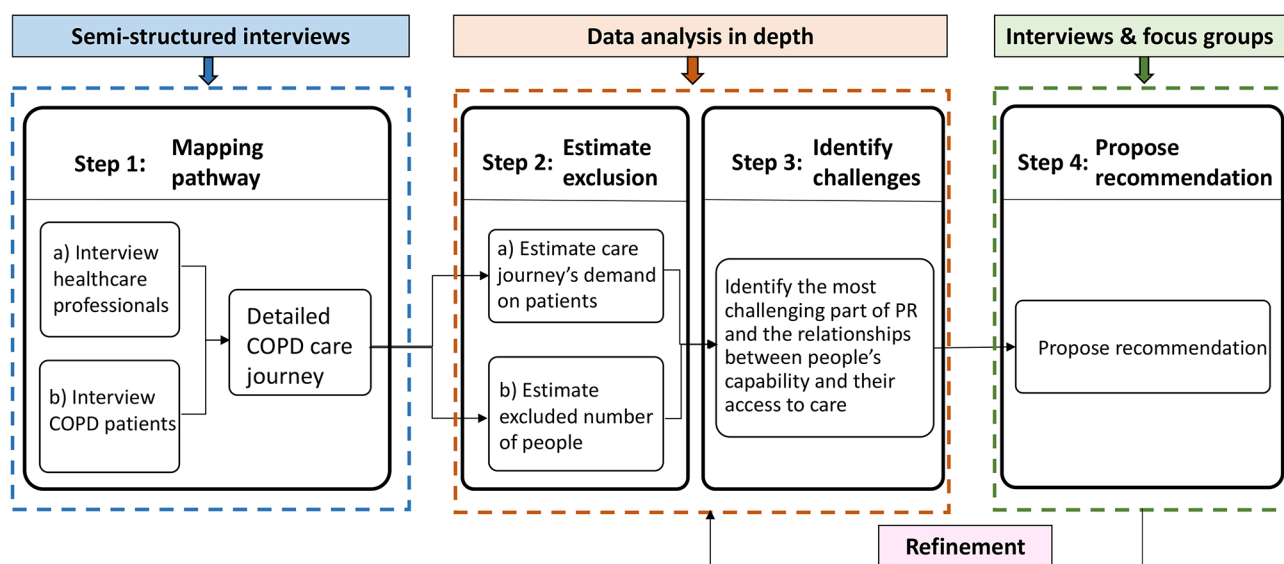 Semi-structured interviews
Data analysis in depth
Interviews & focus groups
Step 1:
Mapping
pathway
a) Interview
healthcare
professionals
b) Interview
COPD patients
Detailed
COPD care
journey
Step 2:
Estimate
exclusion
a) Estimate care
journey's demand
on patients
b) Estimate
excluded number
of people
Step 3:
Identify
challenges
Identify the most
challenging part of PR
and the relationships
between people's
capability and their
access to care
Step 4:
Propose
recommendation
Propose recommendation
Refinement